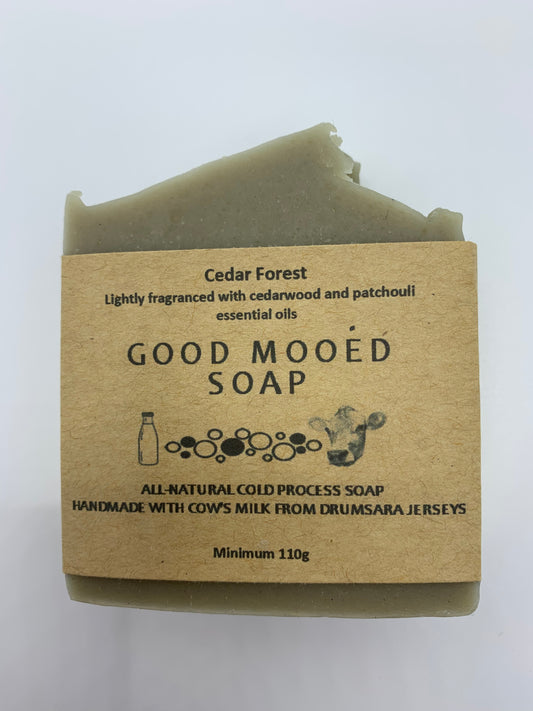 Cedar Forest
Lightly fragranced with cedarwood and patchouli
essential oils
GOOD MOOÉD
SOAP
ALL-NATURAL COLD PROCESS SOAP
HANDMADE WITH COW'S MILK FROM DRUMSARA JERSEYS
Minimum 110g